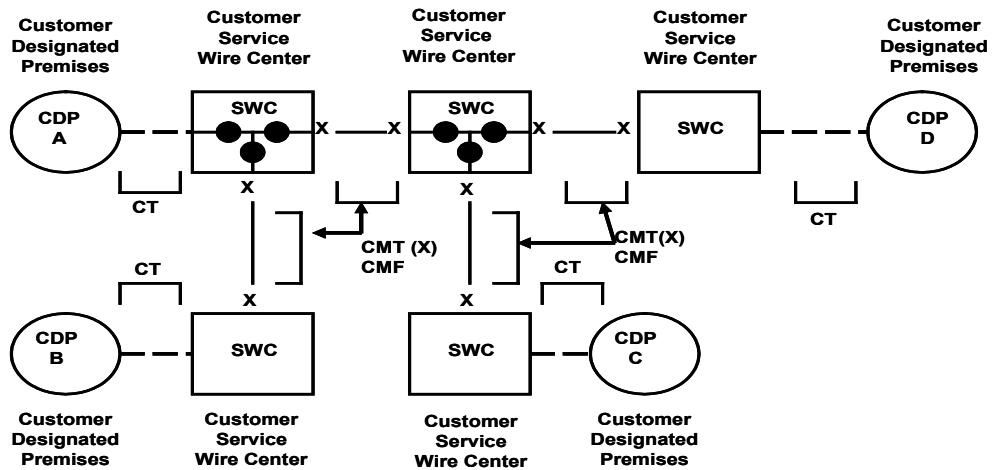 Customer
Designated
Premises
Customer
Service
Wire Center
Customer
Service
Wire Center
Customer
Service
Wire Center
Customer
Designated
Premises
CDP
A
SWC
X
X
SWC
X
X
SWC
CDP
D
CT
X
X
CT
CMT (X)
CMF
CMT(X)
CMF
CT
CT
X
X
CDP
B
SWC
SWC
CDP
C
Customer
Designated
Premises
Customer
Service
Wire Center
Customer
Service
Wire Center
Customer
Designated
Premises